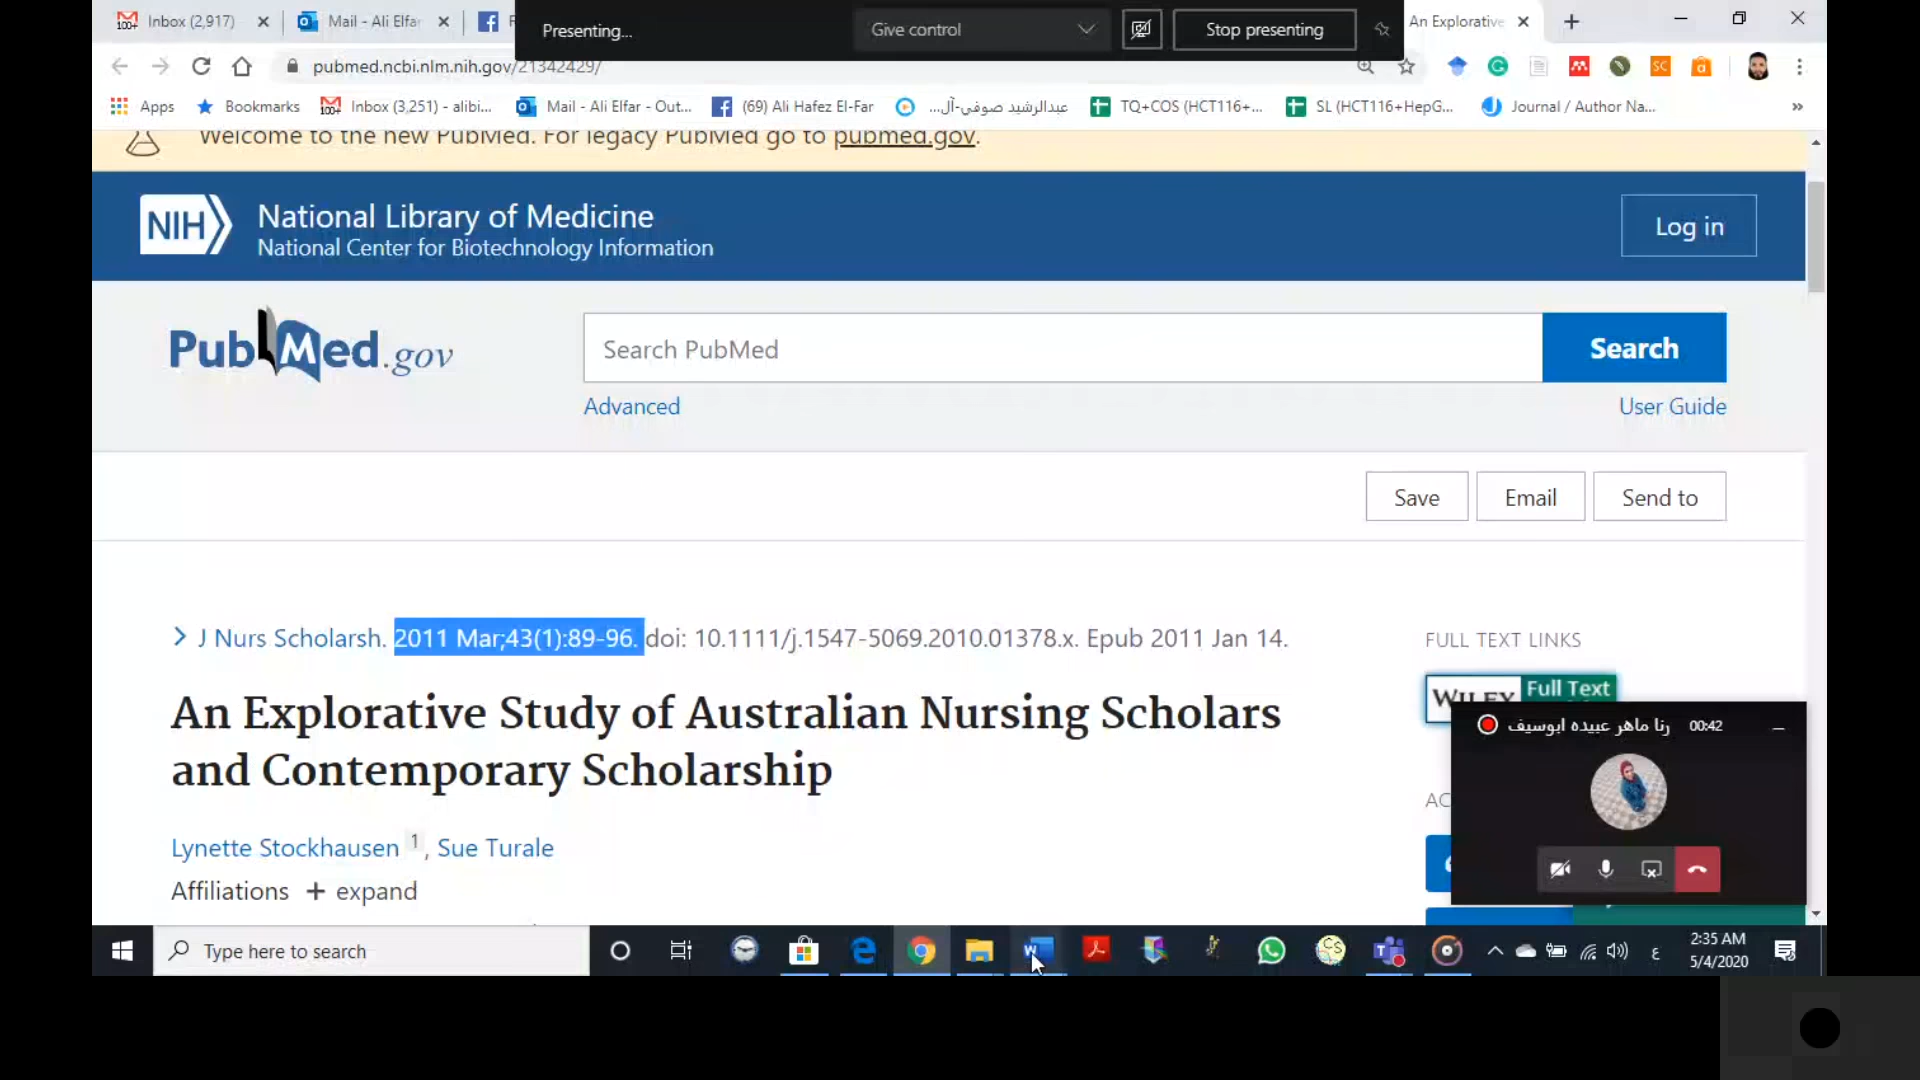 Inbox (2,917)
Mail - Ali Elfa
Presenting...
Give control
Stop presenting
An Explorative
pubmed.ncbi.nlm.nih.gov/21342429/
Apps
Bookmarks
Inbox (3,251) - alibi...
Mail - Ali Elfar - Out...
(69) Ali Hafez El-Far
عبدالرشيد صوفي-آل...
TQ+COS (HCT116+...
SL (HCT116+HepG...
Journal / Author Na...
»
Welcome to the new PubMed. For legacy PubMed go to pubmed.gov.
NIH
National Library of Medicine
National Center for Biotechnology Information
Log in
PubMed.gov
Search PubMed
Search
Advanced
User Guide
Save
Email
Send to
J Nurs Scholarsh. 2011 Mar;43(1):89-96. doi: 10.1111/j.1547-5069.2010.01378.x. Epub 2011 Jan 14.
FULL TEXT LINKS
WILEY Full Text
An Explorative Study of Australian Nursing Scholars
and Contemporary Scholarship
رنا ماهر عبيده ابوسيف
00:42
AC
Lynette Stockhausen 1, Sue Turale
Affiliations + expand
Type here to search
ع
2:35 AM
5/4/2020